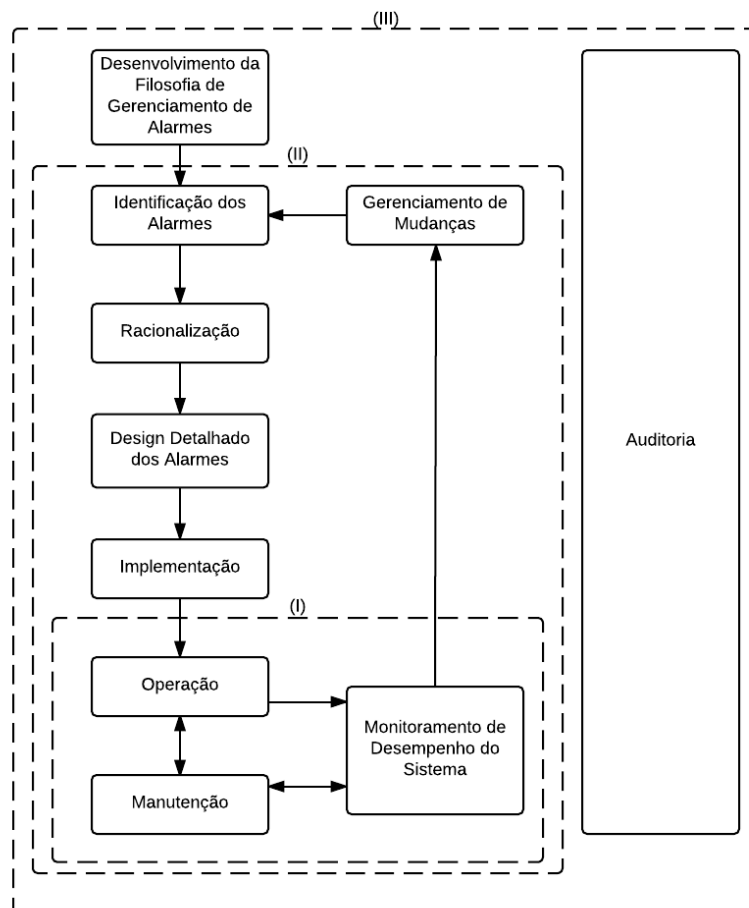 (III)
Desenvolvimento da
Filosofia de
Gerenciamento de
Alarmes
(II)
Identificação dos
Alarmes
Gerenciamento de
Mudanças
Racionalização
Design Detalhado
dos Alarmes
Auditoria
Implementação
(I)
Operação
Monitoramento de
Desempenho do
Sistema
Manutenção